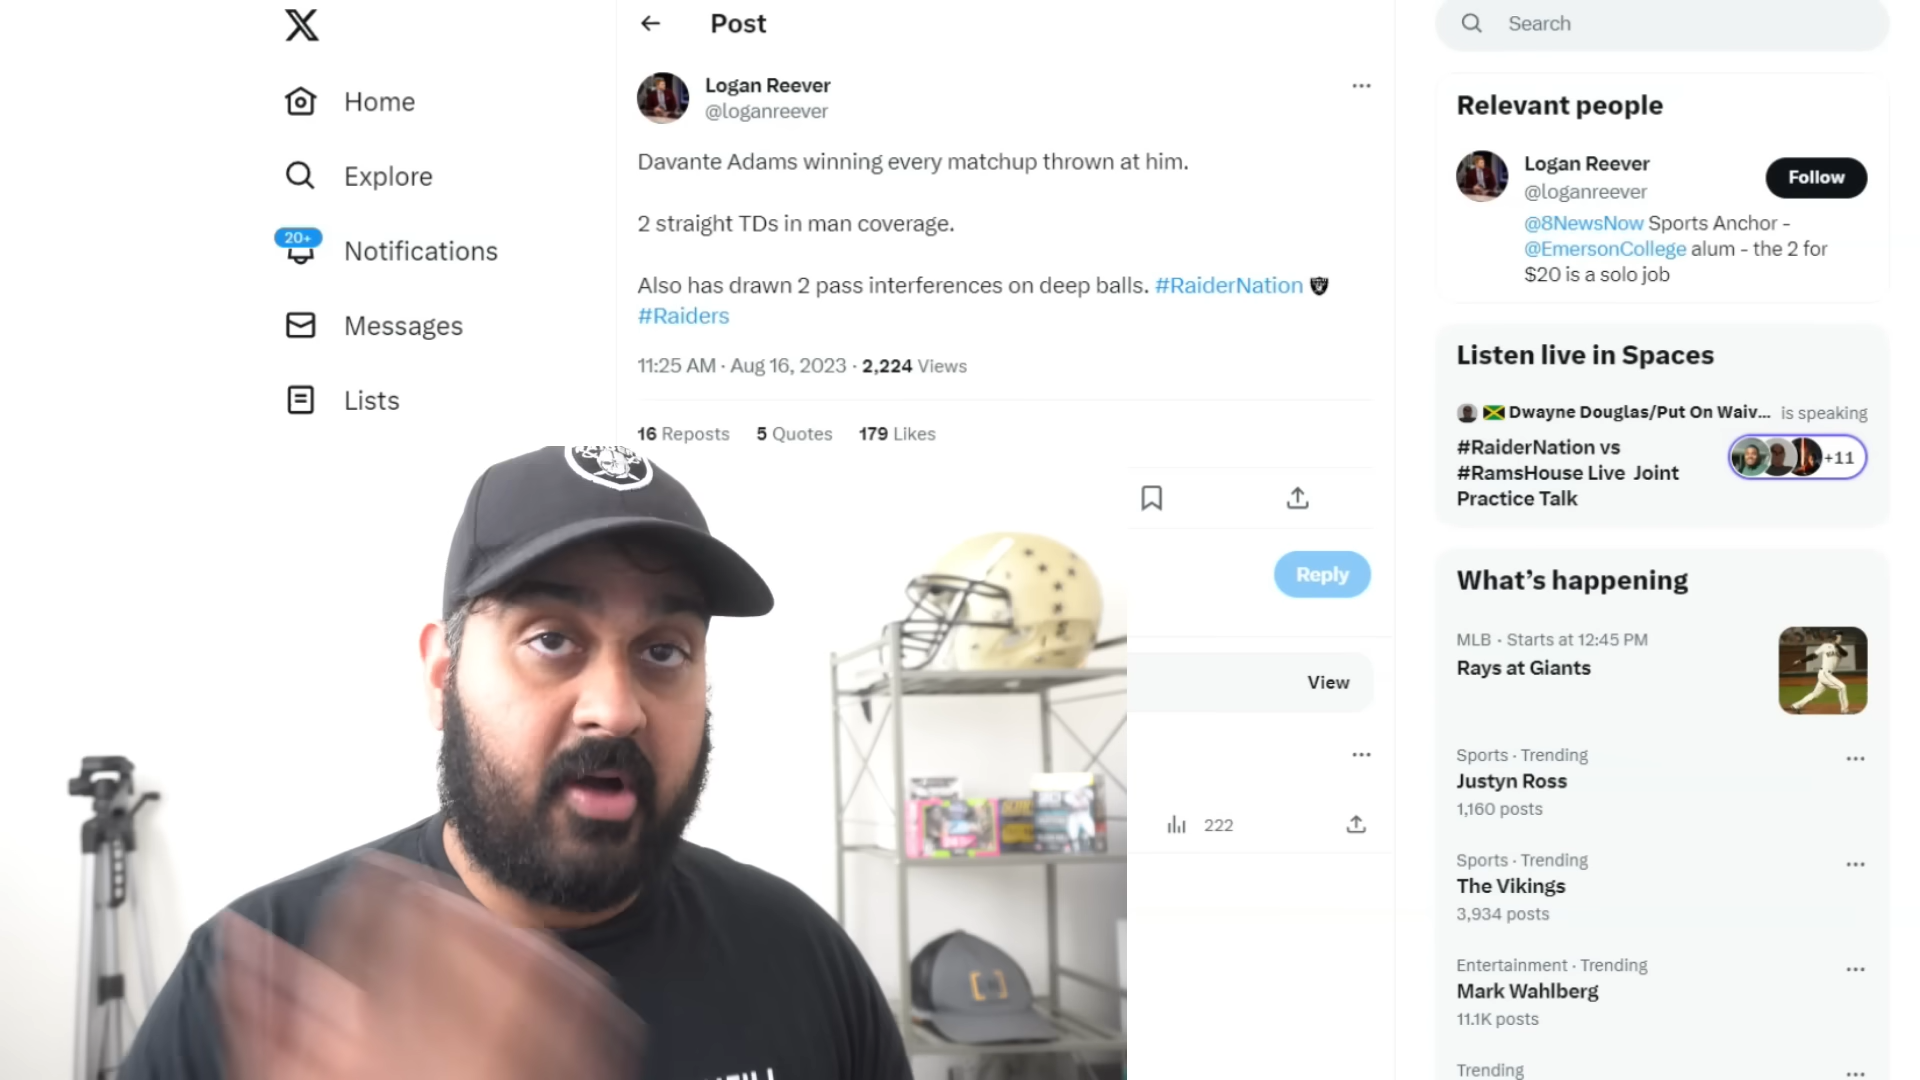 Home
Explore
20+
Notifications
Messages
Lists
Post
Logan Reever
@loganreever
Davante Adams winning every matchup thrown at him.
2 straight TDs in man coverage.
Also has drawn 2 pass interferences on deep balls. #RaiderNation
#Raiders
11:25 AM · Aug 16, 2023 · 2,224 Views
16 Reposts 5 Quotes 179 Likes
Reply
View
222
Search
Relevant people
Logan Reever
@loganreever
Follow
@8NewsNow Sports Anchor -
@EmersonCollege alum - the 2 for
$20 is a solo job
Listen live in Spaces
Dwayne Douglas/Put On Waiv... is speaking
#RaiderNation vs
#RamsHouse Live Joint
Practice Talk
+11
What's happening
MLB · Starts at 12:45 PM
Rays at Giants
Sports · Trending
Justyn Ross
1,160 posts
Sports · Trending
The Vikings
3,934 posts
Entertainment · Trending
Mark Wahlberg
11.1K posts
Trending